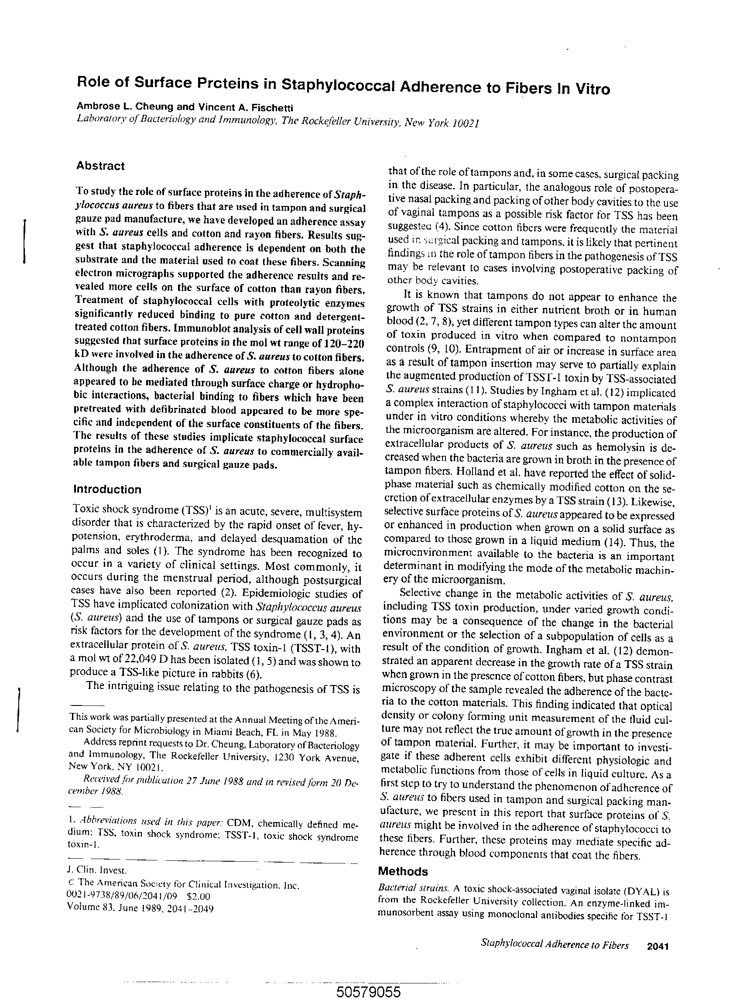 Role of Surface Prcteins in Staphylococcal Adherence to Fibers In Vitro
Ambrose L. Cheung and Vincent A. Fischetti
Laboratory of Bacteriology and Immunology, The Rockefeller University, New York 10021
Abstract
To study the role of surface proteins in the adherence of Staph-
ylococcus aureus to fibers that are used in tampon and surgical
gauze pad manufacture, we have developed an adherence assay
with S. aureus cells and cotton and rayon fibers. Results sug-
gest that staphylococcal adherence is dependent on both the
substrate and the material used to coat these fibers. Scanning
electron micrographs supported the adherence results and re-
vealed more cells on the surface of cotton than rayon fibers.
Treatment of staphylococcal cells with proteolytic enzymes
significantly reduced binding to pure cotton and detergent-
treated cotton fibers. Immunoblot analysis of cell wall proteins
suggested that surface proteins in the mol wt range of 120–220
kD were involved in the adherence of S. aureus to cotton fibers.
Although the adherence of S. aureus to cotton fibers alone
appeared to be mediated through surface charge or hydropho-
bic interactions, bacterial binding to fibers which have been
pretreated with defibrinated blood appeared to be more spe-
cific and independent of the surface constituents of the fibers.
The results of these studies implicate staphylococcal surface
proteins in the adherence of S. aureus to commercially avail-
able tampon fibers and surgical gauze pads.
Introduction
Toxic shock syndrome (TSS)¹ is an acute, severe, multisystem
disorder that is characterized by the rapid onset of fever, hy-
potension, erythroderma, and delayed desquamation of the
palms and soles (1). The syndrome has been recognized to
occur in a variety of clinical settings. Most commonly, it
occurs during the menstrual period, although postsurgical
cases have also been reported (2). Epidemiologic studies of
TSS have implicated colonization with Staphylococcus aureus
(S. aureus) and the use of tampons or surgical gauze pads as
risk factors for the development of the syndrome (1, 3, 4). An
extracellular protein of S. aureus, TSS toxin-1 (TSST-1), with
a mol wt of 22,049 D has been isolated (1, 5) and was shown to
produce a TSS-like picture in rabbits (6).
The intriguing issue relating to the pathogenesis of TSS is
This work was partially presented at the Annual Meeting of the Ameri-
can Society for Microbiology in Miami Beach, FL in May 1988.
Address reprint requests to Dr. Cheung, Laboratory of Bacteriology
and Immunology, The Rockefeller University, 1230 York Avenue,
New York, NY 10021.
Received for publication 27 June 1988 and in revised form 20 De-
cember 1988.
1. Abbreviations used in this paper: CDM, chemically defined me-
dium; TSS, toxin shock syndrome; TSST-1, toxic shock syndrome
toxin-1.
J. Clin. Invest.
© The American Society for Clinical Investigation, Inc.
0021-9738/89/06/2041/09 $2.00
Volume 83, June 1989, 2041–2049
that of the role of tampons and, in some cases, surgical packing
in the disease. In particular, the analogous role of postopera-
tive nasal packing and packing of other body cavities to the use
of vaginal tampons as a possible risk factor for TSS has been
suggested (4). Since cotton fibers were frequently the material
used in surgical packing and tampons, it is likely that pertinent
findings in the role of tampon fibers in the pathogenesis of TSS
may be relevant to cases involving postoperative packing of
other body cavities.
It is known that tampons do not appear to enhance the
growth of TSS strains in either nutrient broth or in human
blood (2, 7, 8), yet different tampon types can alter the amount
of toxin produced in vitro when compared to nontampon
controls (9, 10). Entrapment of air or increase in surface area
as a result of tampon insertion may serve to partially explain
the augmented production of TSST-1 toxin by TSS-associated
S. aureus strains (11). Studies by Ingham et al. (12) implicated
a complex interaction of staphylococci with tampon materials
under in vitro conditions whereby the metabolic activities of
the microorganism are altered. For instance, the production of
extracellular products of S. aureus such as hemolysin is de-
creased when the bacteria are grown in broth in the presence of
tampon fibers. Holland et al. have reported the effect of solid-
phase material such as chemically modified cotton on the se-
cretion of extracellular enzymes by a TSS strain (13). Likewise,
selective surface proteins of S. aureus appeared to be expressed
or enhanced in production when grown on a solid surface as
compared to those grown in a liquid medium (14). Thus, the
microenvironment available to the bacteria is an important
determinant in modifying the mode of the metabolic machin-
ery of the microorganism.
Selective change in the metabolic activities of S. aureus,
including TSS toxin production, under varied growth condi-
tions may be a consequence of the change in the bacterial
environment or the selection of a subpopulation of cells as a
result of the condition of growth. Ingham et al. (12) demon-
strated an apparent decrease in the growth rate of a TSS strain
when grown in the presence of cotton fibers, but phase contrast
microscopy of the sample revealed the adherence of the bacte-
ria to the cotton materials. This finding indicated that optical
density or colony forming unit measurement of the fluid cul-
ture may not reflect the true amount of growth in the presence
of tampon material. Further, it may be important to investi-
gate if these adherent cells exhibit different physiologic and
metabolic functions from those of cells in liquid culture. As a
first step to try to understand the phenomenon of adherence of
S. aureus to fibers used in tampon and surgical packing man-
ufacture, we present in this report that surface proteins of S.
aureus might be involved in the adherence of staphylococci to
these fibers. Further, these proteins may mediate specific ad-
herence through blood components that coat the fibers.
Methods
Bacterial strains. A toxic shock-associated vaginal isolate (DYAL) is
from the Rockefeller University collection. An enzyme-linked im-
munosorbent assay using monoclonal antibodies specific for TSST-1
Staphylococcal Adherence to Fibers 2041
50579055